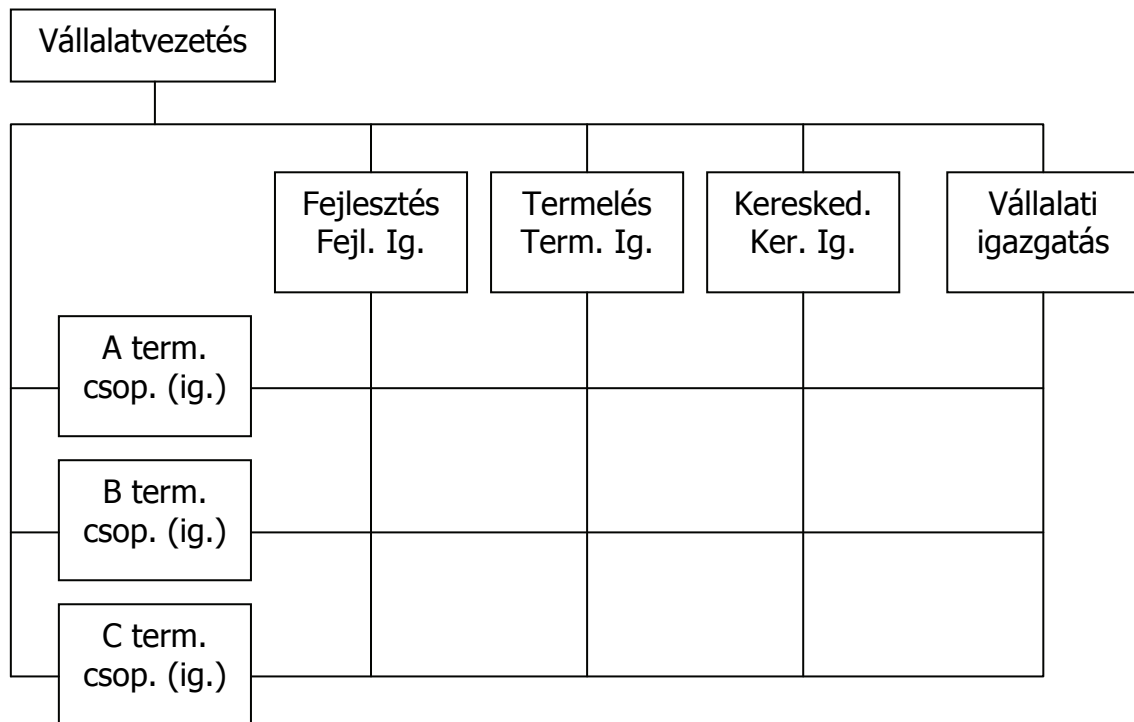 Vállalatvezetés
Fejlesztés
Fejl. Ig.
Termelés
Term. Ig.
Keresked.
Ker. Ig.
Vállalati
igazgatás
A term.
csop. (ig.)
B term.
csop. (ig.)
C term.
csop. (ig.)